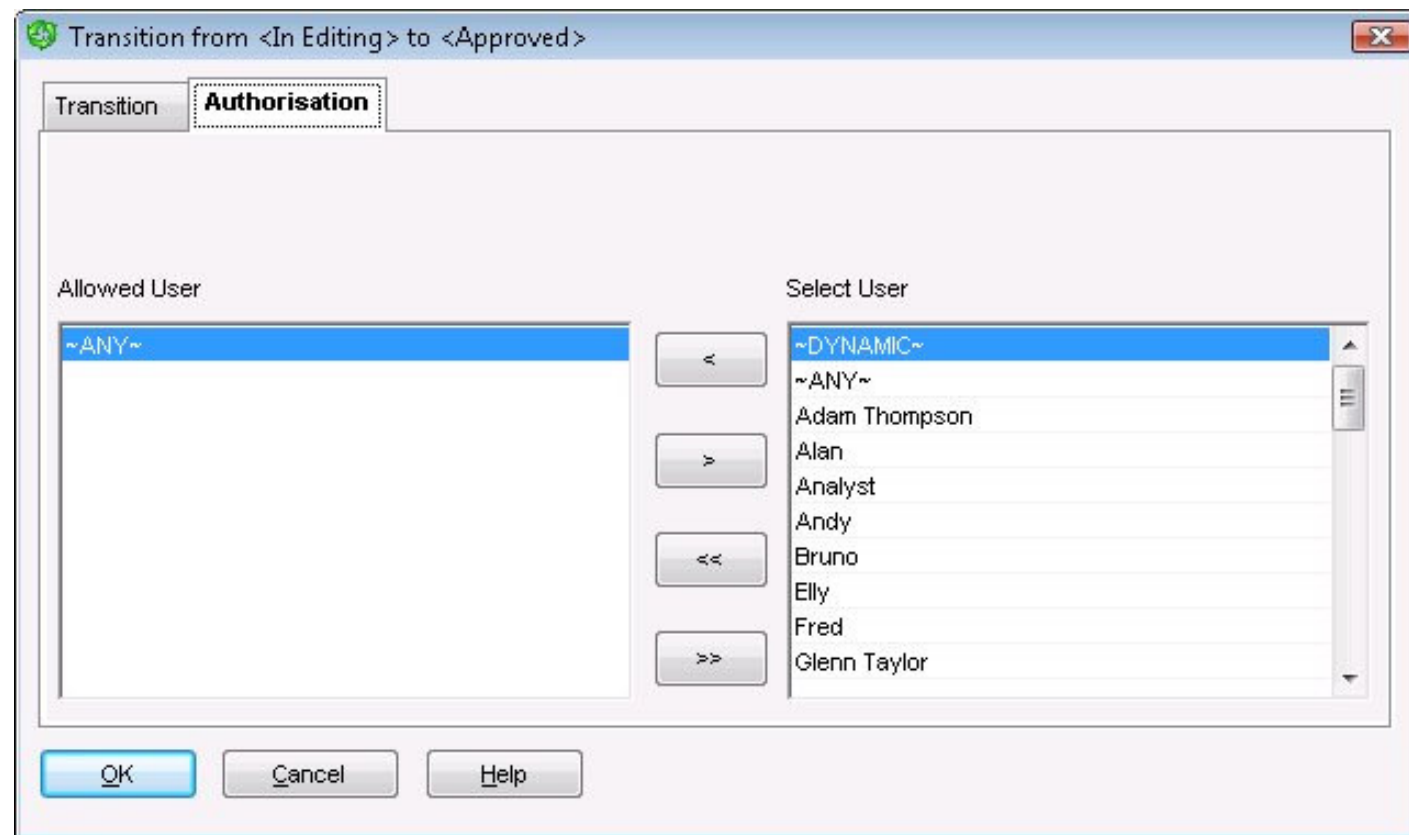 Transition from <In Editing> to <Approved>
Transition
Authorisation
Allowed User
Select User
~ANY~
<
>
<<
>>
~DYNAMIC~
~ANY~
Adam Thompson
Alan
Analyst
Andy
Bruno
Elly
Fred
Glenn Taylor
OK
Cancel
Help